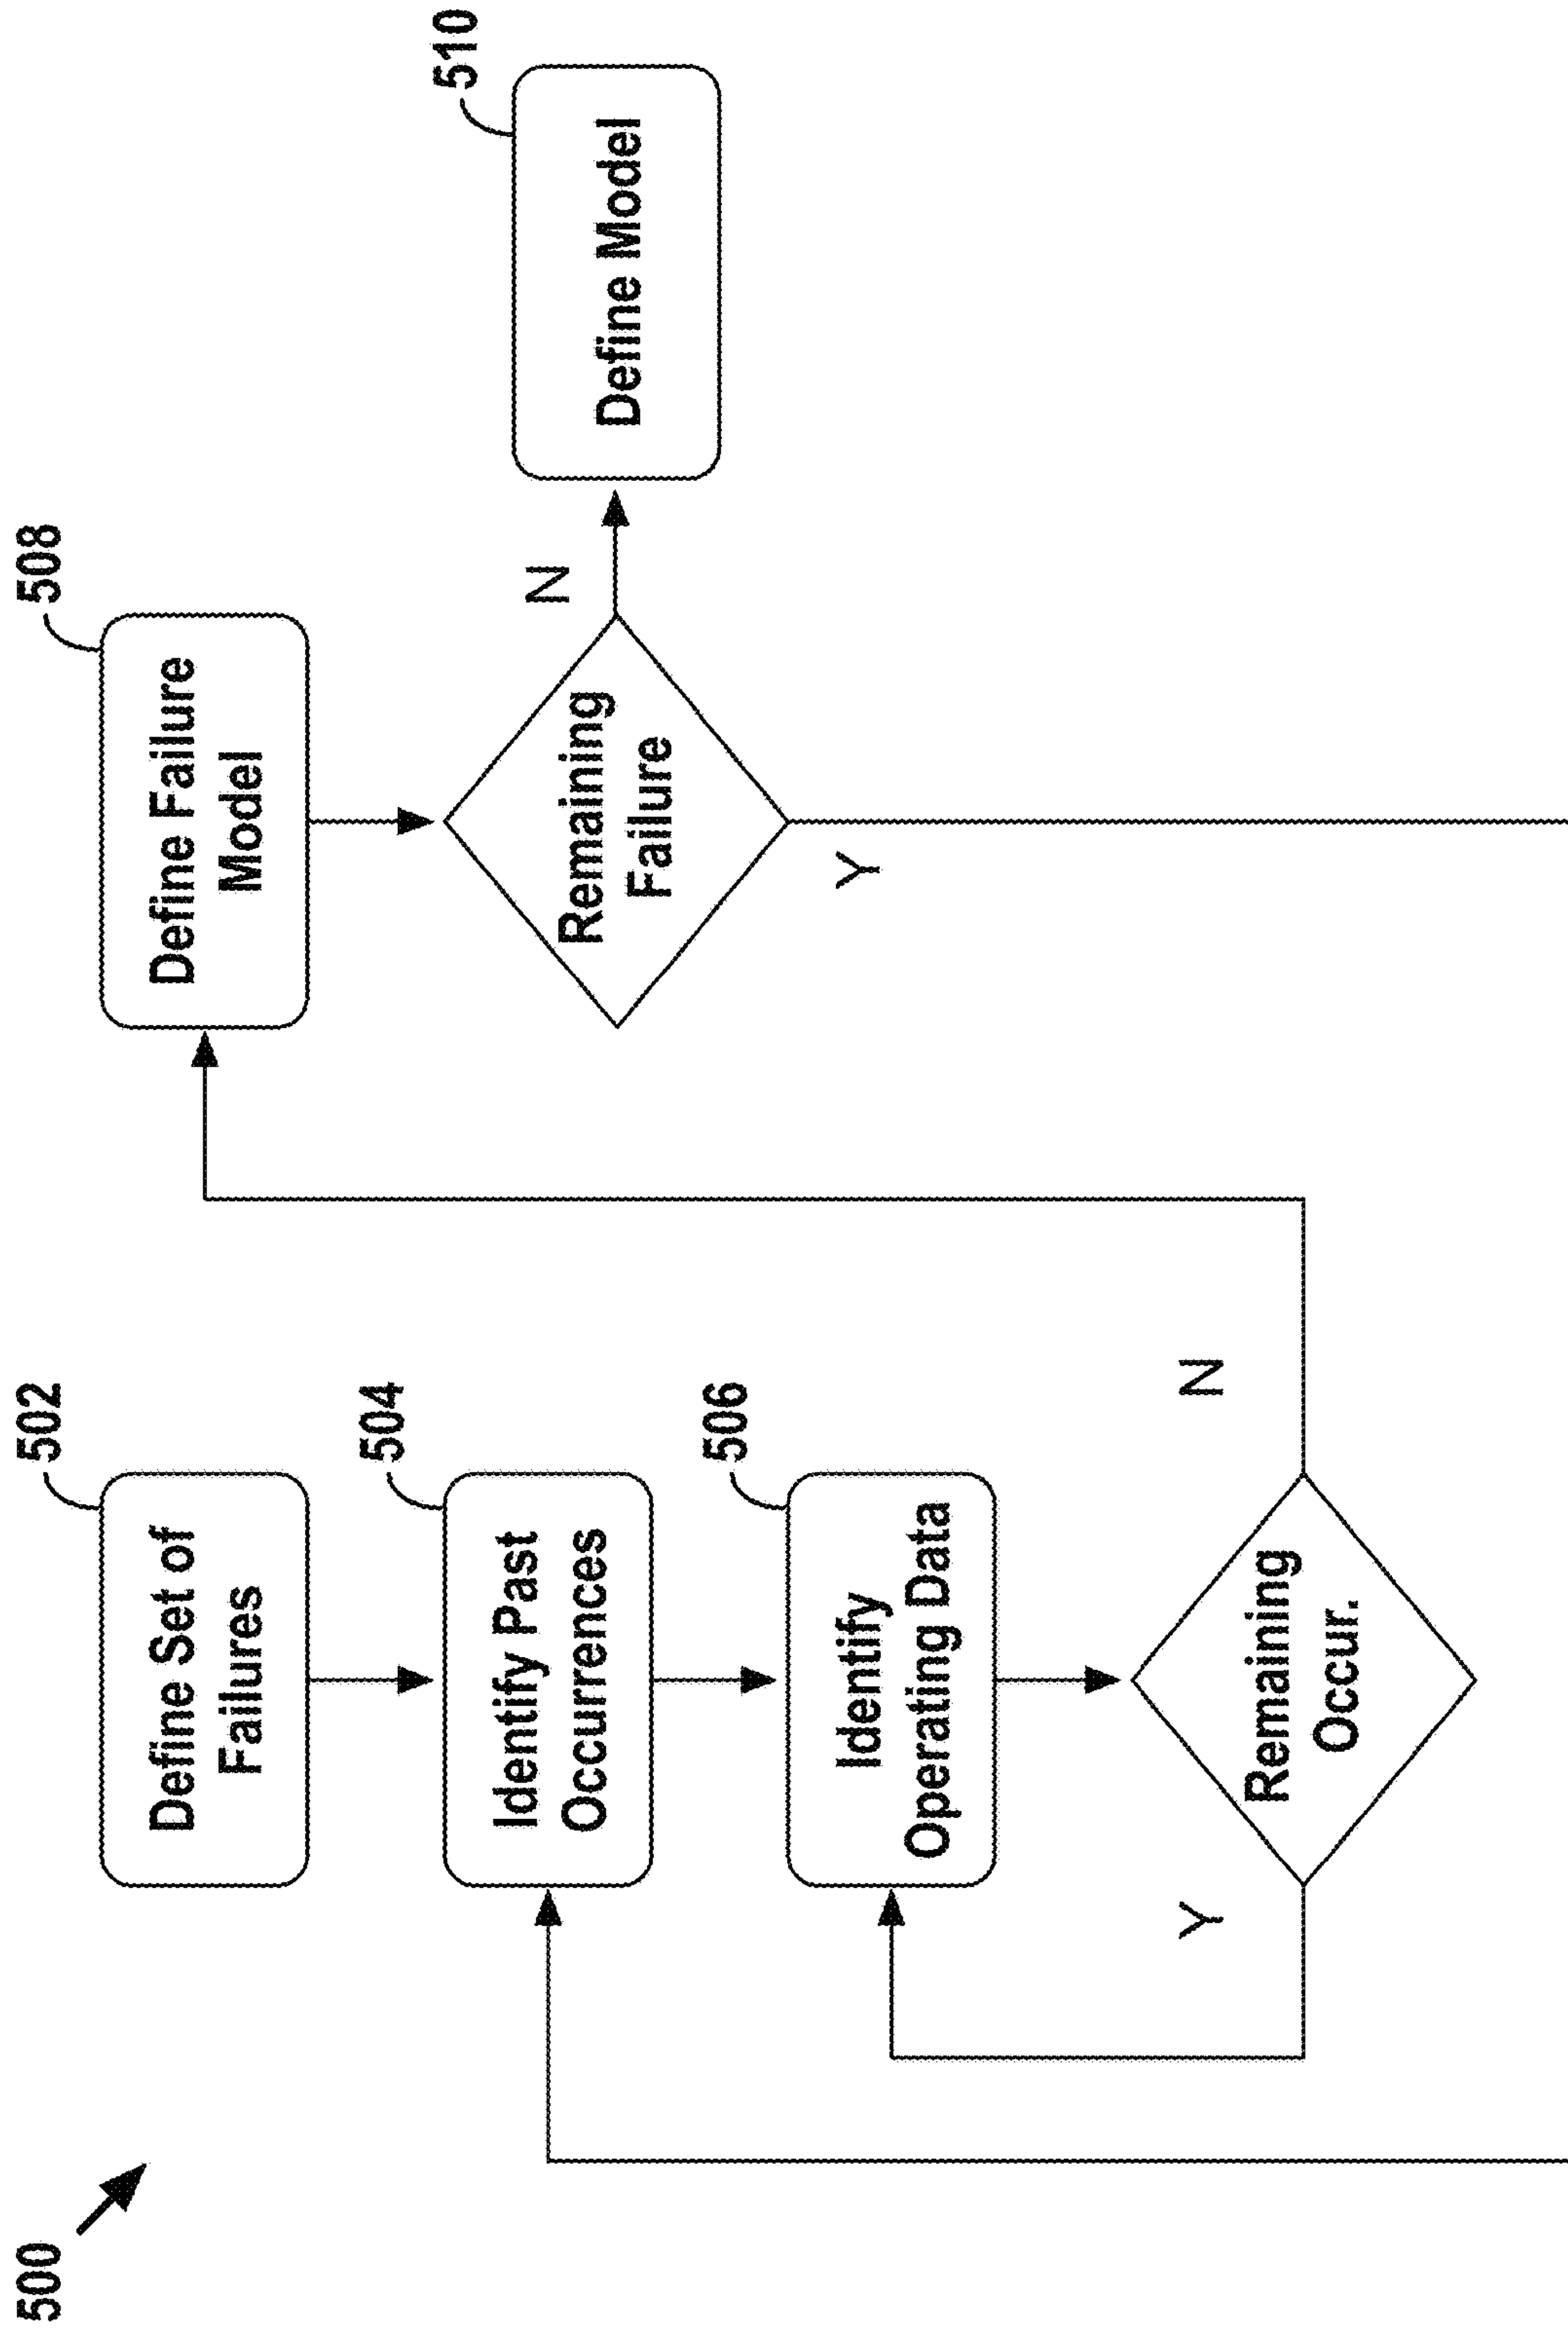 500
502
Define Set of
Failures
504
Identify Past
Occurrences
506
Identify
Operating Data
Y
Remaining
Occur.
N
508
Define Failure
Model
Remaining
Failure
N
Y
510
Define Model